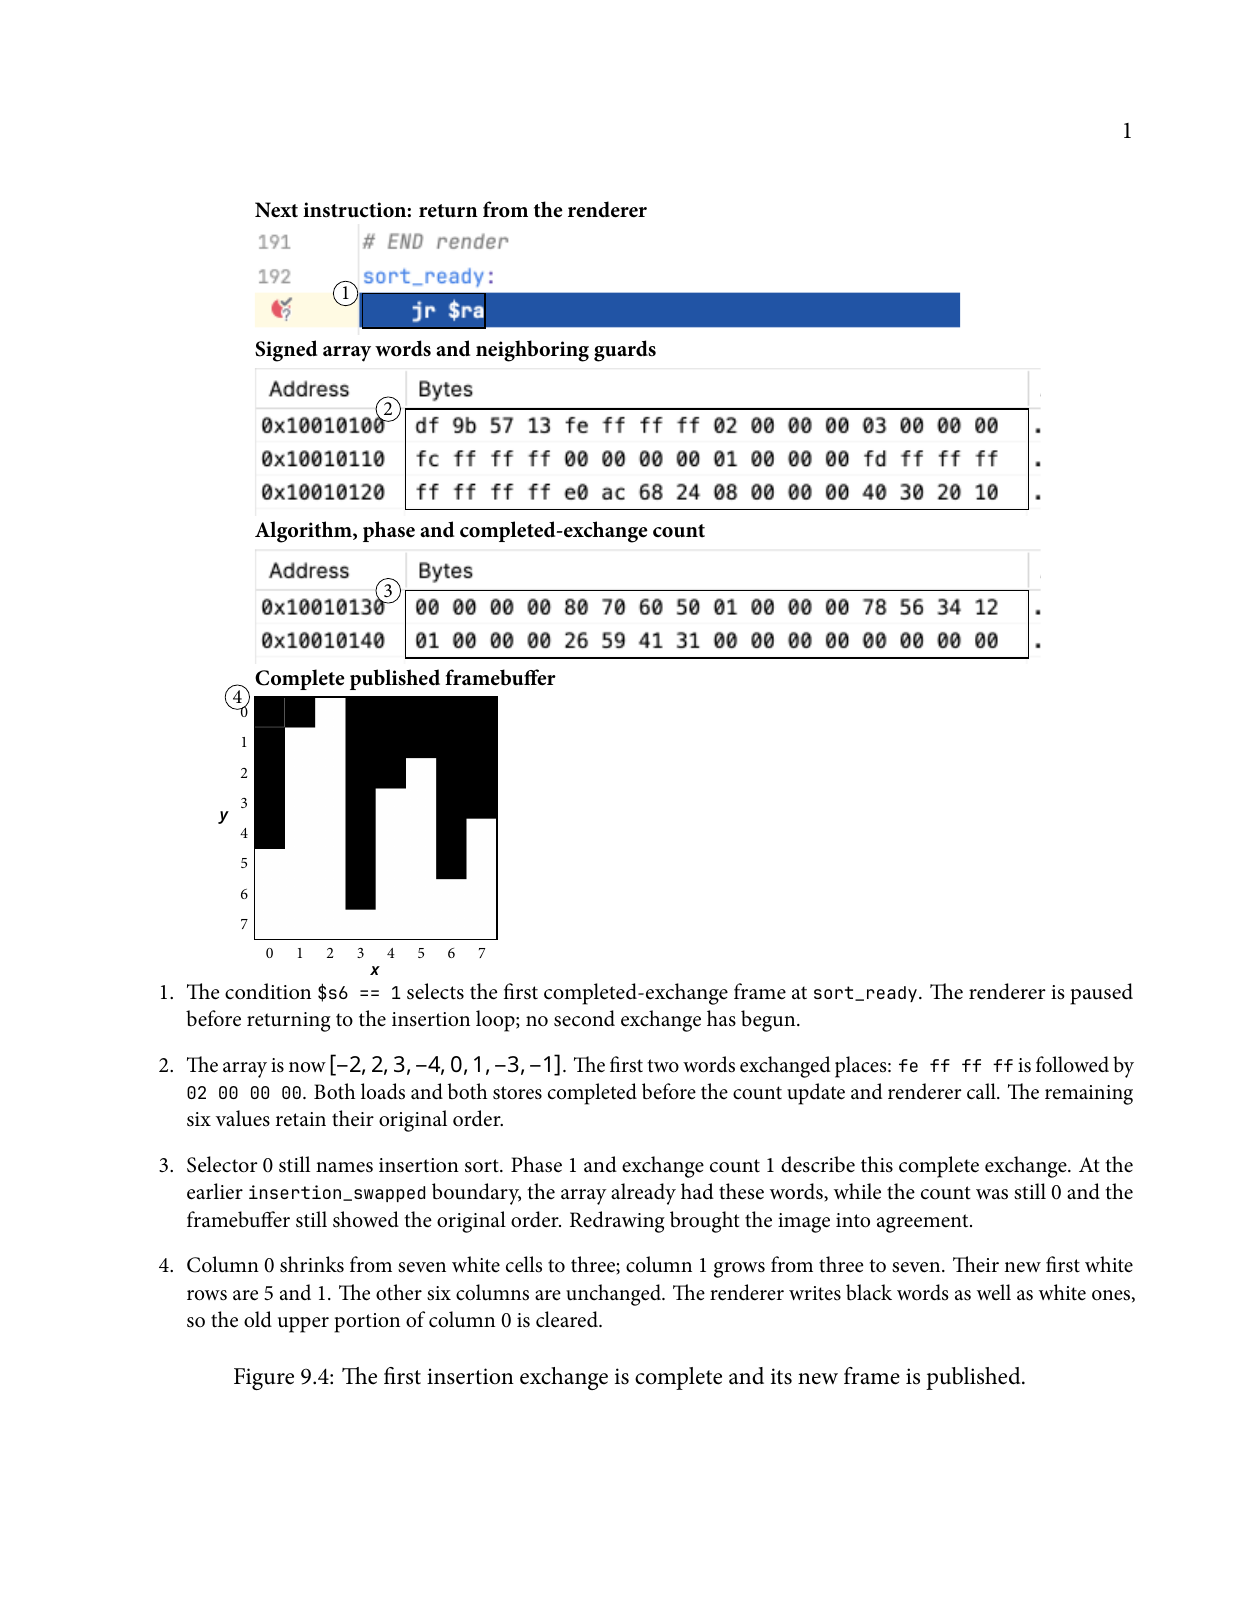 1
Next instruction: return from the renderer
191 # END render
192 sort_ready:
1 jr $ra
Signed array words and neighboring guards
Address Bytes
2
0x10010100 df 9b 57 13 fe ff ff ff 02 00 00 00 03 00 00 00 .
0x10010110 fc ff ff ff 00 00 00 00 01 00 00 00 fd ff ff ff .
0x10010120 ff ff ff ff e0 ac 68 24 08 00 00 00 40 30 20 10 .
Algorithm, phase and completed-exchange count
Address Bytes
3
0x10010130 00 00 00 00 80 70 60 50 01 00 00 00 78 56 34 12 .
0x10010140 01 00 00 00 26 59 41 31 00 00 00 00 00 00 00 00 .
Complete published framebuffer
4
0
1
2
3
y
4
5
6
7
0 1 2 3 4 5 6 7
x
1. The condition $s6 == 1 selects the first completed-exchange frame at sort_ready. The renderer is paused
before returning to the insertion loop; no second exchange has begun.
2. The array is now [−2, 2, 3, −4, 0, 1, −3, −1]. The first two words exchanged places: fe ff ff ff is followed by
02 00 00 00. Both loads and both stores completed before the count update and renderer call. The remaining
six values retain their original order.
3. Selector 0 still names insertion sort. Phase 1 and exchange count 1 describe this complete exchange. At the
earlier insertion_swapped boundary, the array already had these words, while the count was still 0 and the
framebuffer still showed the original order. Redrawing brought the image into agreement.
4. Column 0 shrinks from seven white cells to three; column 1 grows from three to seven. Their new first white
rows are 5 and 1. The other six columns are unchanged. The renderer writes black words as well as white ones,
so the old upper portion of column 0 is cleared.
Figure 9.4: The first insertion exchange is complete and its new frame is published.